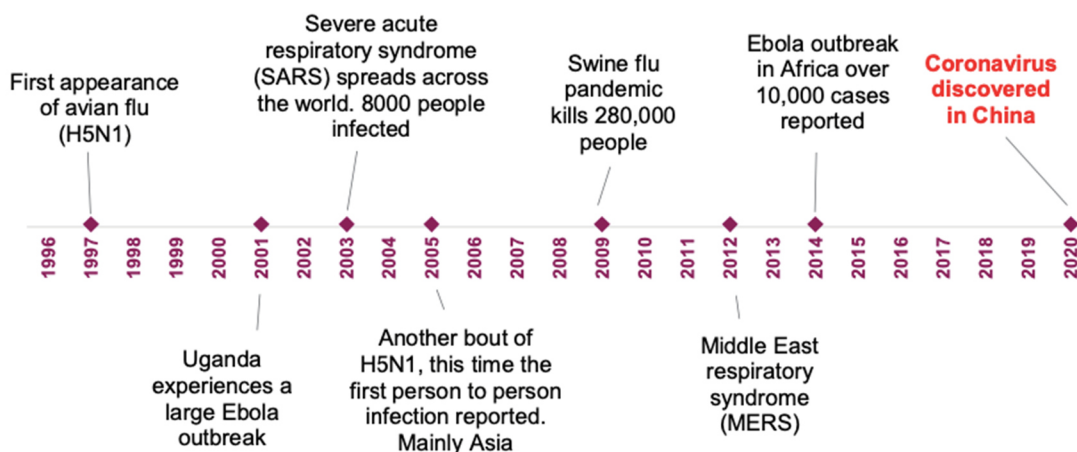 First appearance
of avian flu
(H5N1)
Severe acute
respiratory syndrome
(SARS) spreads across
the world. 8000 people
infected
Swine flu
pandemic
kills 280,000
people
Ebola outbreak
in Africa over
10,000 cases
reported
Coronavirus
discovered
in China
1996
1997
1998
1999
2000
2001
2002
2003
2005
2006
2007
2008
2009
2010
2011
2012
2013
2014
2015
2016
2017
2018
2019
2020
Uganda
experiences a
large Ebola
outbreak
Another bout of
H5N1, this time the
first person to person
infection reported.
Mainly Asia
Middle East
respiratory
syndrome
(MERS)